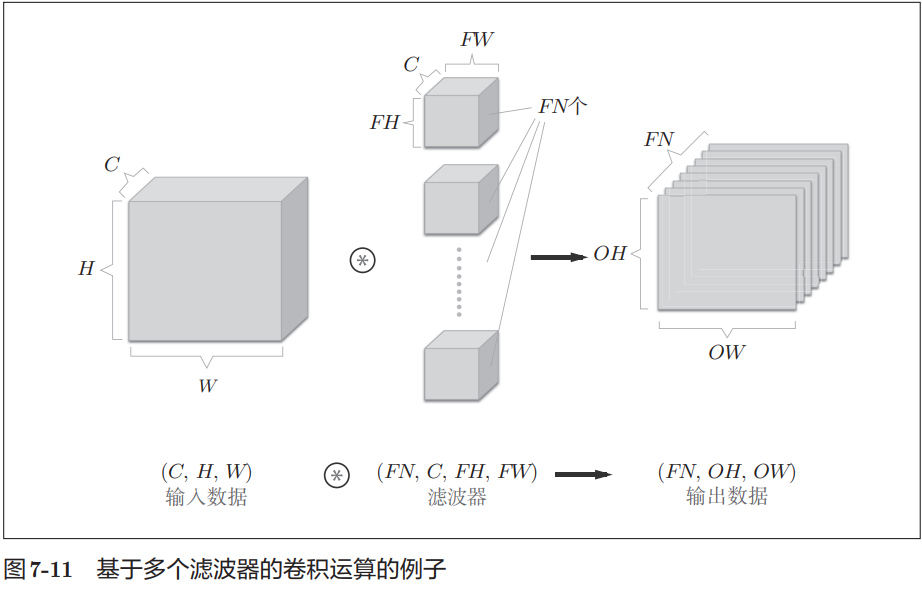 FW
C
FH
FN个
C
H
W
FN
OH
OW
(C, H, W) ⊛ (FN, C, FH, FW) → (FN, OH, OW)
输入数据 滤波器 输出数据
图7-11 基于多个滤波器的卷积运算的例子